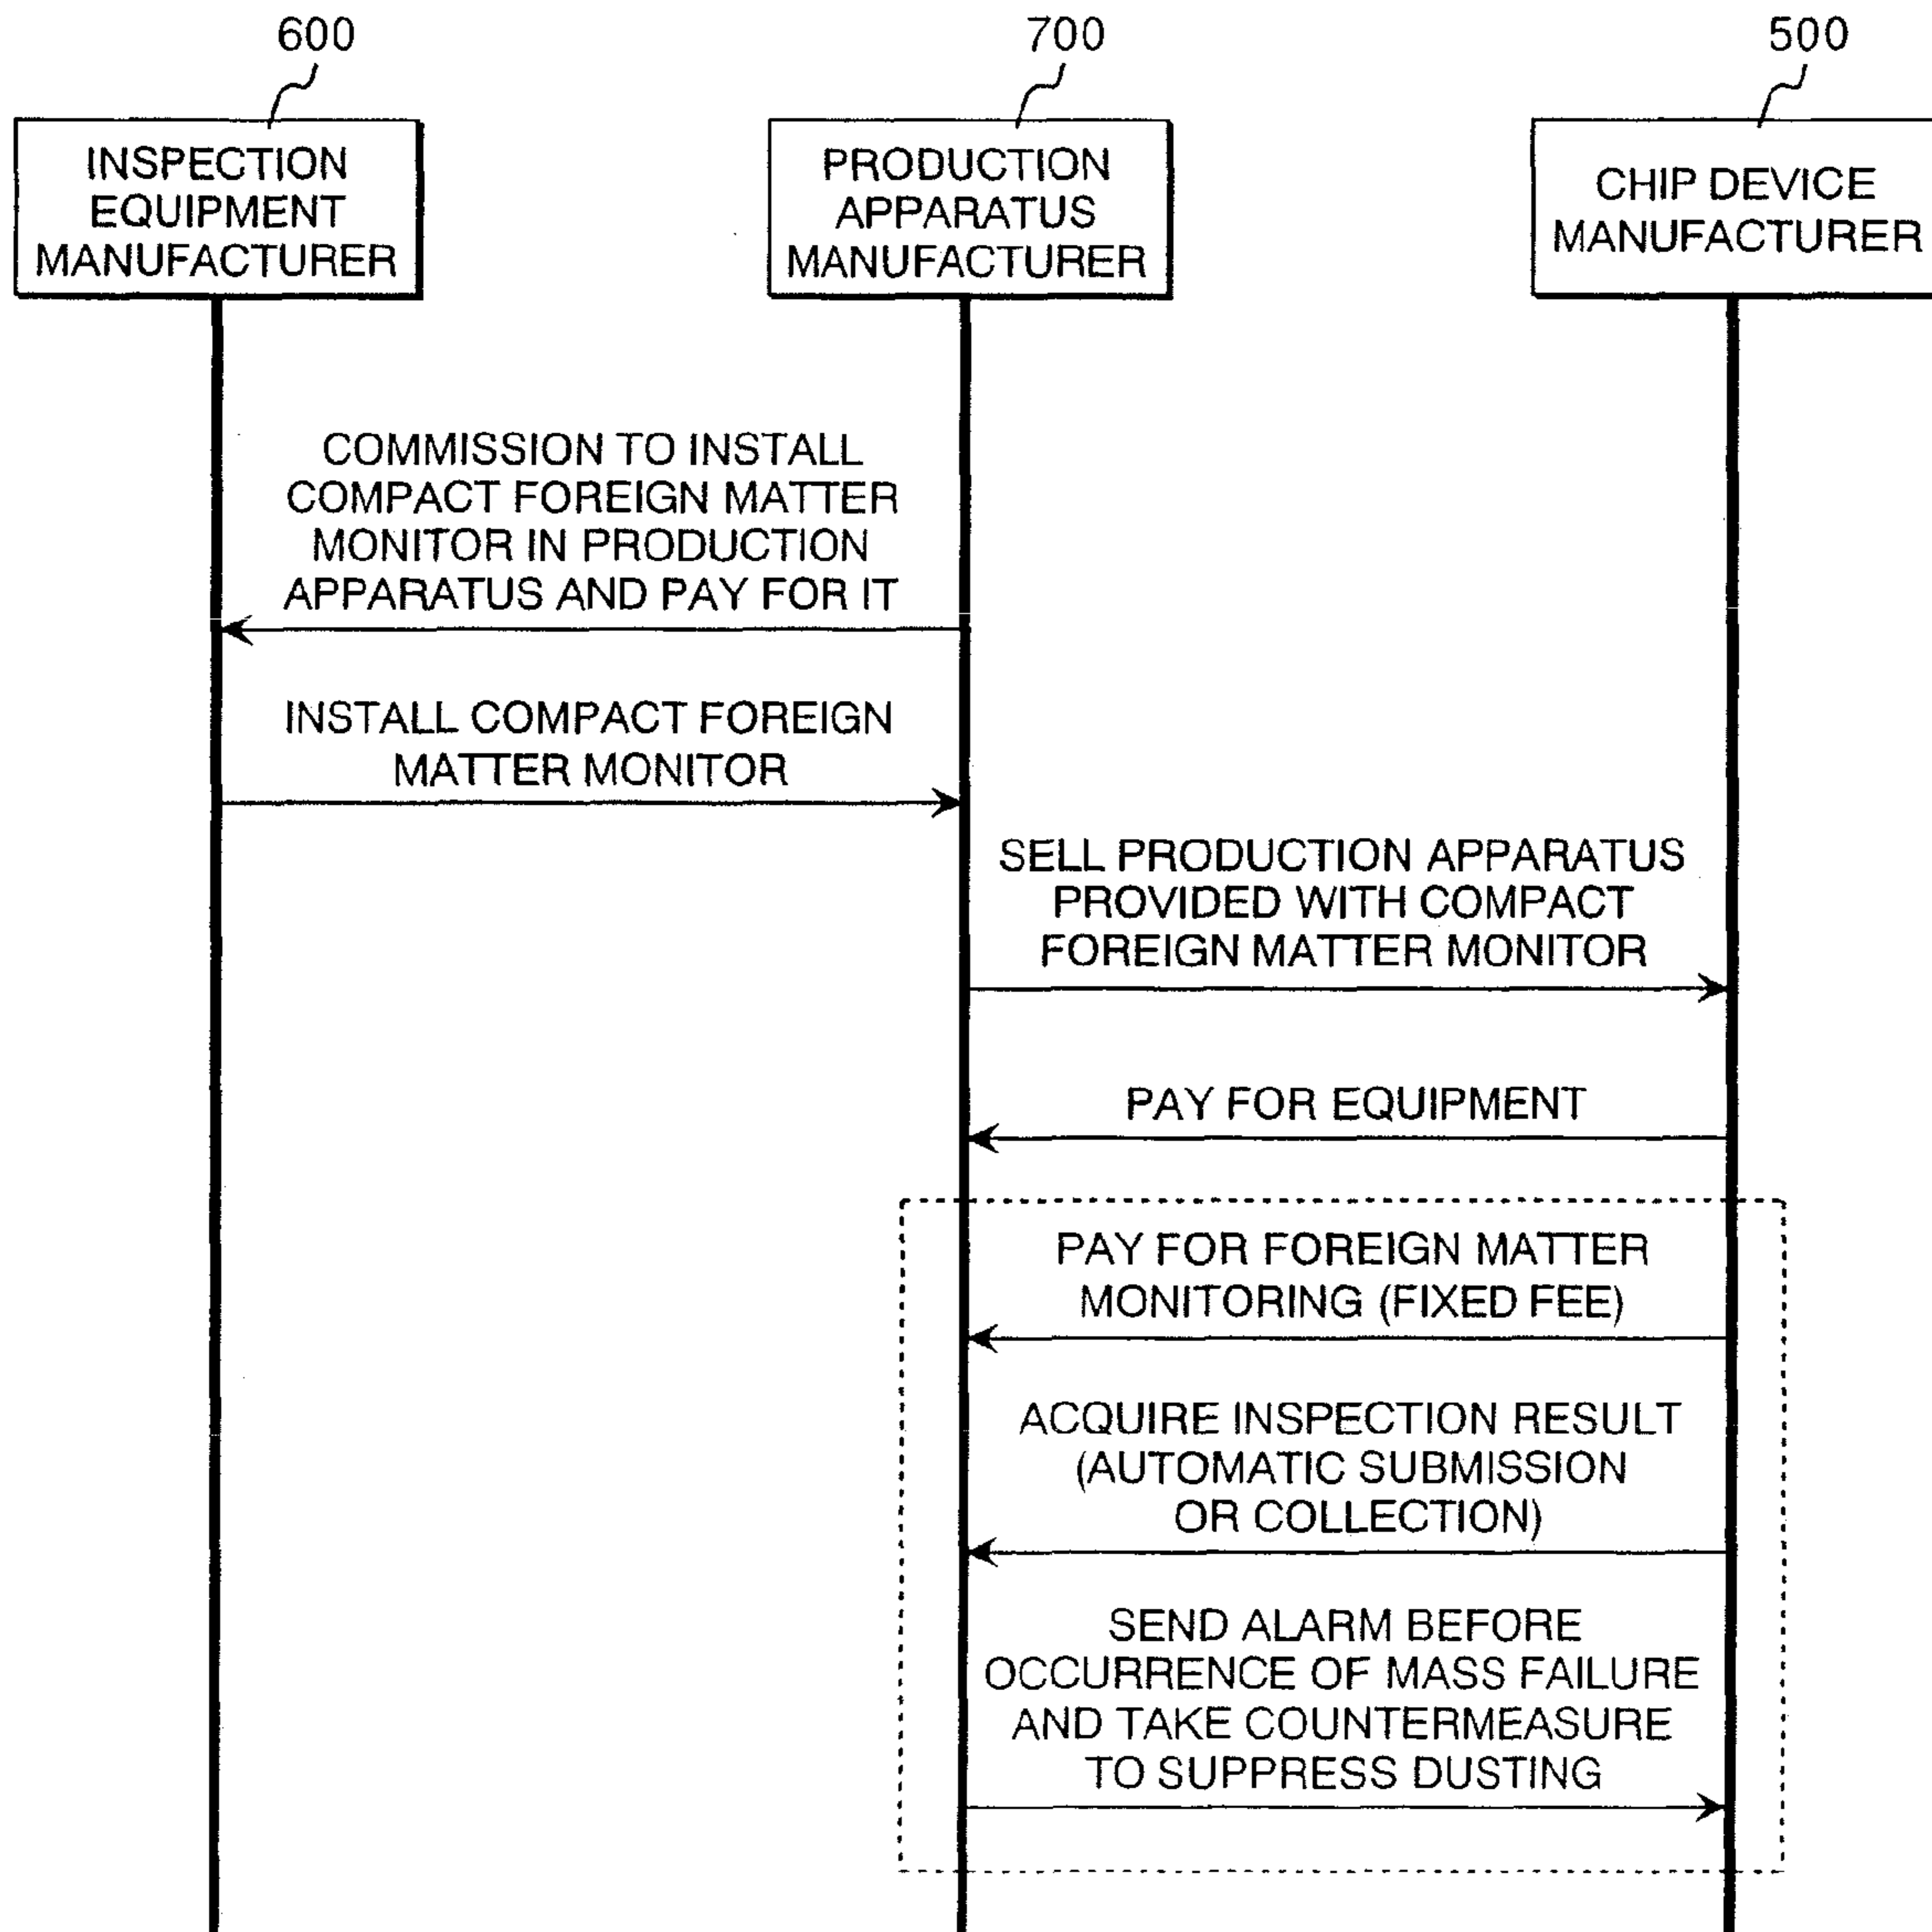 600
700
500
INSPECTION
EQUIPMENT
MANUFACTURER
PRODUCTION
APPARATUS
MANUFACTURER
CHIP DEVICE
MANUFACTURER
COMMISSION TO INSTALL
COMPACT FOREIGN MATTER
MONITOR IN PRODUCTION
APPARATUS AND PAY FOR IT
INSTALL COMPACT FOREIGN
MATTER MONITOR
SELL PRODUCTION APPARATUS
PROVIDED WITH COMPACT
FOREIGN MATTER MONITOR
PAY FOR EQUIPMENT
PAY FOR FOREIGN MATTER
MONITORING (FIXED FEE)
ACQUIRE INSPECTION RESULT
(AUTOMATIC SUBMISSION
OR COLLECTION)
SEND ALARM BEFORE
OCCURRENCE OF MASS FAILURE
AND TAKE COUNTERMEASURE
TO SUPPRESS DUSTING